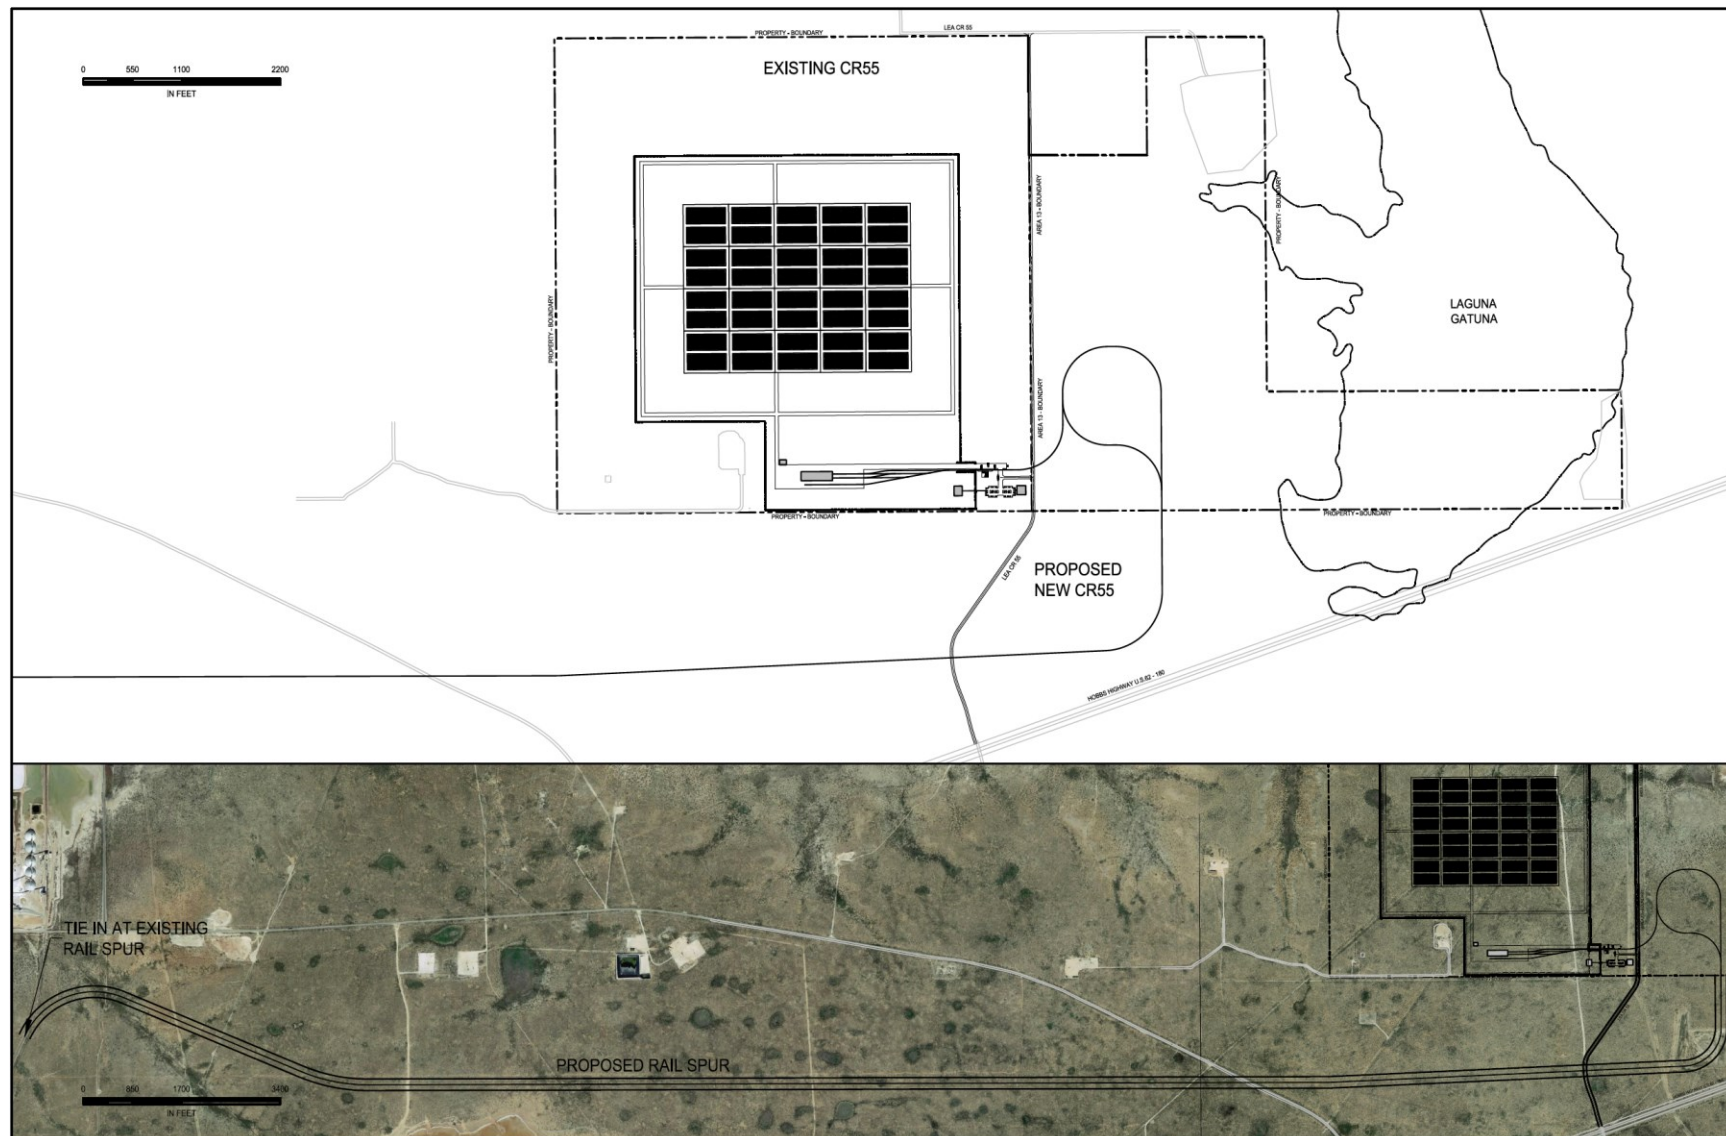 PROPERTY - BOUNDARY
LEA CR 55
EXISTING CR55
0 550 1100 2200
IN FEET
AREA 13 - BOUNDARY
PROPERTY - BOUNDARY
PROPERTY - BOUNDARY
LAGUNA
GATUNA
AREA 13 - BOUNDARY
PROPERTY - BOUNDARY
PROPERTY - BOUNDARY
LEA CR 55
PROPOSED
NEW CR55
HOBBS HIGHWAY U.S.62 - 180
TIE IN AT EXISTING
RAIL SPUR
PROPOSED RAIL SPUR
0 850 1700 3400
IN FEET